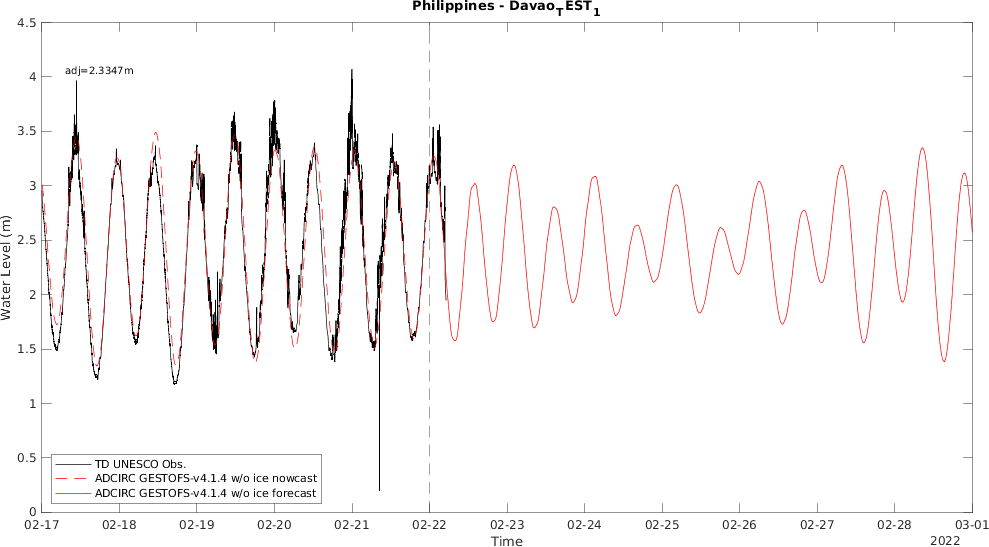 Philippines - Davao_TEST_1
4.5
4
3.5
3
2.5
2
1.5
1
0.5
0
Water Level (m)
adj=2.3347m
TD UNESCO Obs.
ADCIRC GESTOFS-v4.1.4 w/o ice nowcast
ADCIRC GESTOFS-v4.1.4 w/o ice forecast
02-17 02-18 02-19 02-20 02-21 02-22 02-23 02-24 02-25 02-26 02-27 02-28 03-01
Time
2022